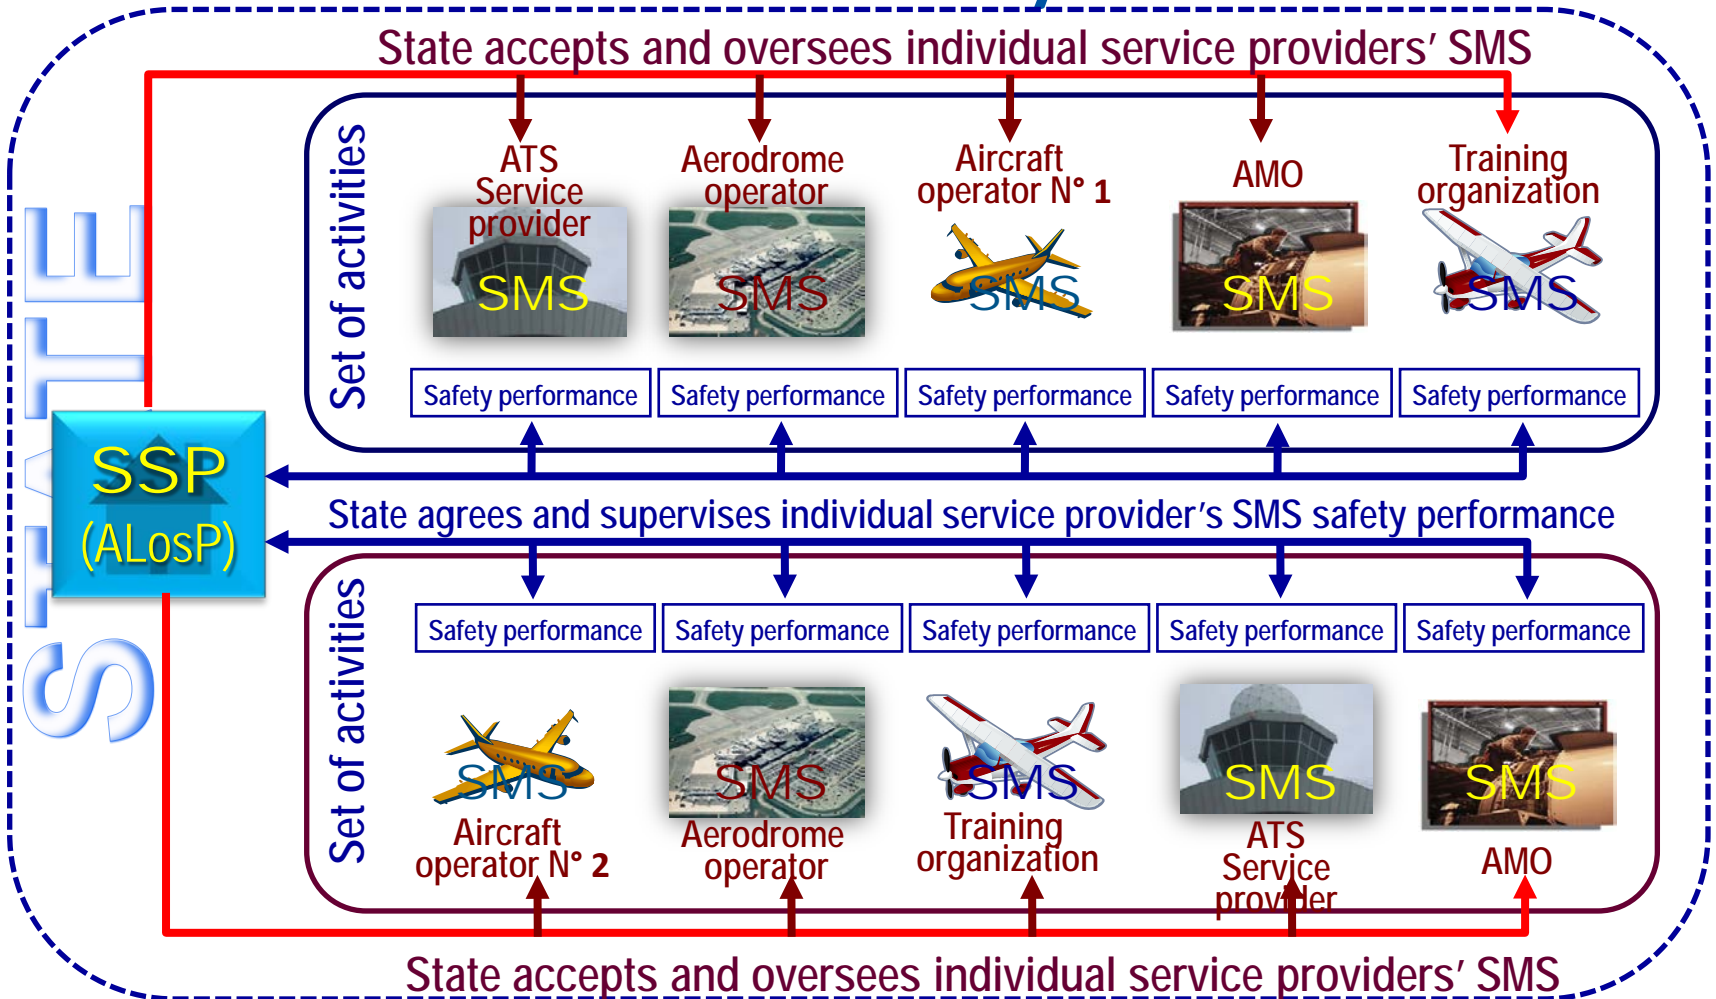 State accepts and oversees individual service providers’ SMS
Set of activities
ATS
Service
provider
SMS
Aerodrome
operator
SMS
Aircraft
operator N° 1
SMS
AMO
SMS
Training
organization
SMS
Safety performance
Safety performance
Safety performance
Safety performance
Safety performance
STATE
SSP
(ALosP)
State agrees and supervises individual service provider’s SMS safety performance
Set of activities
Safety performance
Safety performance
Safety performance
Safety performance
Safety performance
SMS
Aircraft
operator N° 2
SMS
Aerodrome
operator
SMS
Training
organization
SMS
ATS
Service
provider
SMS
AMO
State accepts and oversees individual service providers’ SMS